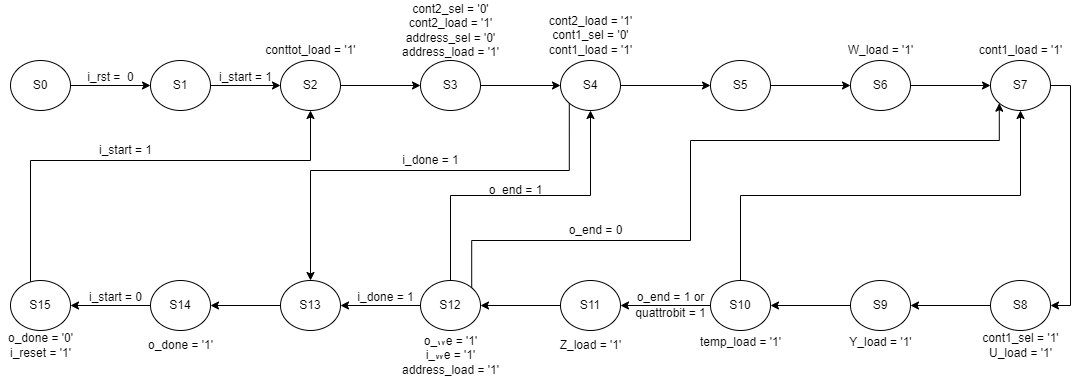 cont2_sel = '0'
cont2_load = '1'
address_sel = '0'
address_load = '1'
cont2_load = '1'
cont1_sel = '0'
cont1_load = '1'
conttot_load = '1'
W_load = '1'
cont1_load = '1'
S0
i_rst = 0
S1
i_start = 1
S2
S3
S4
S5
S6
S7
i_start = 1
i_done = 1
o_end = 1
o_end = 0
S15
i_start = 0
S14
S13
i_done = 1
S12
S11
o_end = 1 or
quattrobit = 1
S10
S9
S8
o_done = '0'
i_reset = '1'
o_done = '1'
o_we = '1'
i_we = '1'
address_load = '1'
Z_load = '1'
temp_load = '1'
Y_load = '1'
cont1_sel = '1'
U_load = '1'